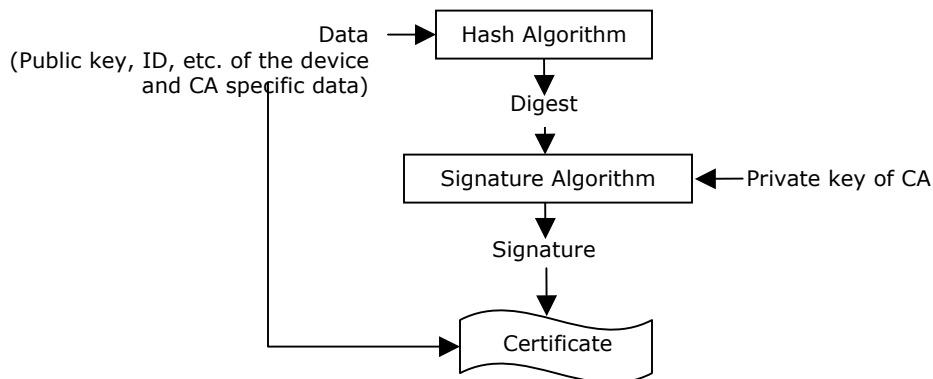 Data
(Public key, ID, etc. of the device
and CA specific data)
Hash Algorithm
Digest
Signature Algorithm
Private key of CA
Signature
Certificate